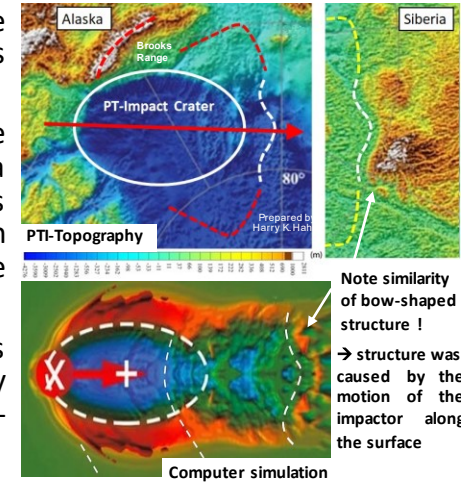 Alaska
Siberia
Brooks
Range
PT-Impact Crater
80°
Prepared by
Harry K. Hah
PTI-Topography
(m)
Note similarity
of bow-shaped
structure !
→ structure was
caused by the
motion of the
impactor along
the surface
Computer simulation